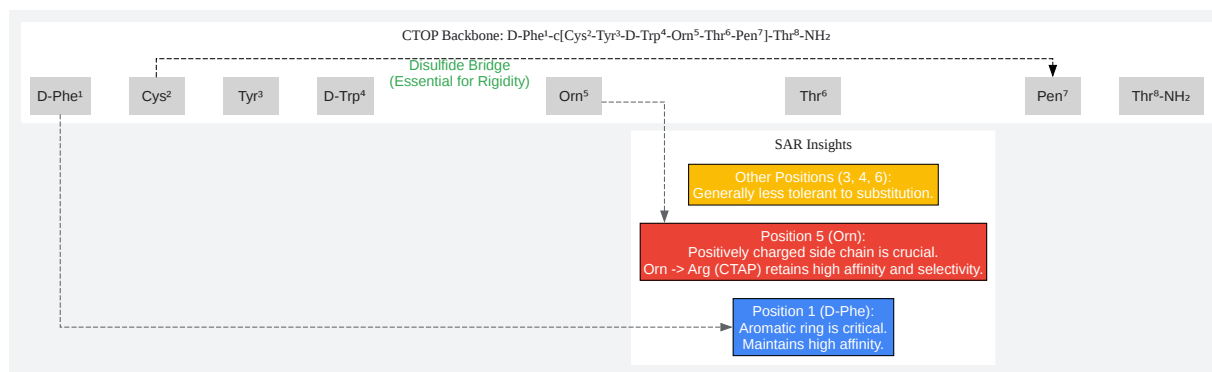 CTOP Backbone: D-Phe¹-c[Cys²-Tyr³-D-Trp⁴-Orn⁵-Thr⁶-Pen⁷]-Thr⁸-NH₂
Disulfide Bridge
(Essential for Rigidity)
D-Phe¹
Cys²
Tyr³
D-Trp⁴
Orn⁵
Thr⁶
Pen⁷
Thr⁸-NH₂
SAR Insights
Other Positions (3, 4, 6):
Generally less tolerant to substitution.
Position 5 (Orn):
Positively charged side chain is crucial.
Orn -> Arg (CTAP) retains high affinity and selectivity.
Position 1 (D-Phe):
Aromatic ring is critical.
Maintains high affinity.